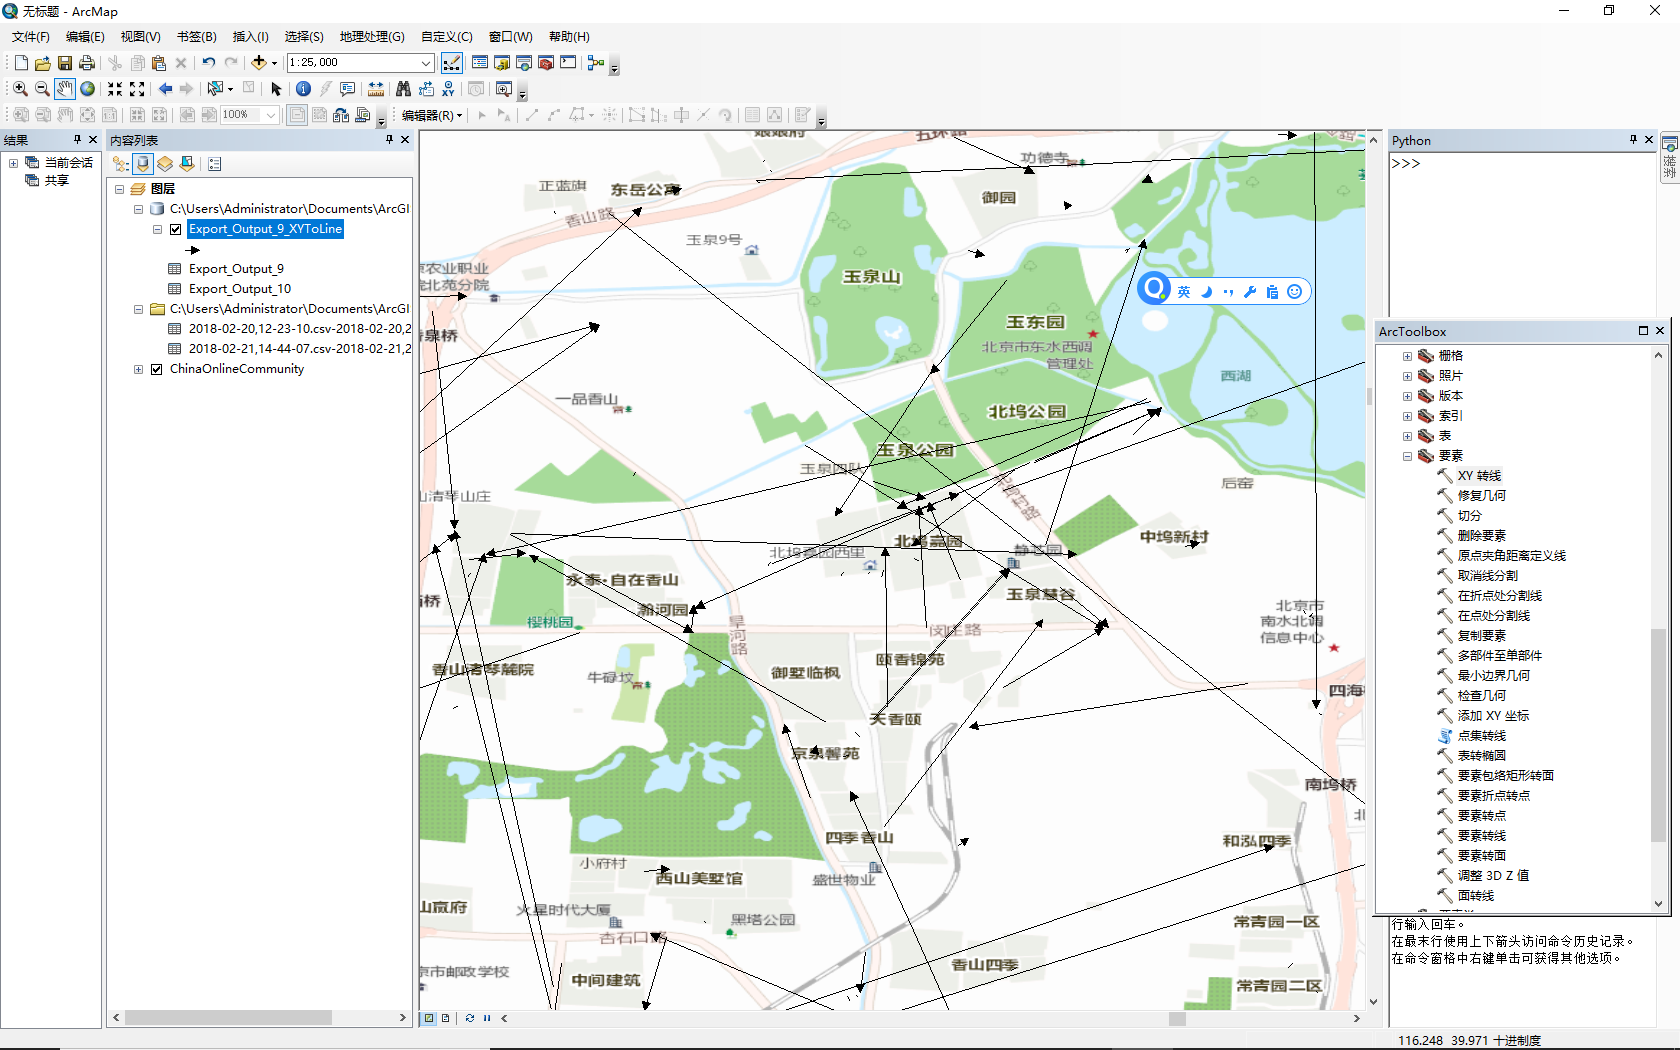 无标题 - ArcMap
文件(F) 编辑(E) 视图(V) 书签(B) 插入(I) 选择(S) 地理处理(G) 自定义(C) 窗口(W) 帮助(H)
1:25,000
100% 编辑器(R)
结果
当前会话
共享
内容列表
图层
C:\Users\Administrator\Documents\ArcGI
Export_Output_9_XYToLine
Export_Output_9
Export_Output_10
C:\Users\Administrator\Documents\ArcGI
2018-02-20,12-23-10.csv-2018-02-20,2
2018-02-21,14-44-07.csv-2018-02-21,2
ChinaOnlineCommunity
功德寺
正蓝旗
东岳公寓
御园
香山路
玉泉9号
玉泉山
农业职业
北苑分院
玉东园
北京市东水西调
管理处
西湖
泉桥
一品香山
北坞公园
玉泉公园
玉泉四队
后窑
山清琴山庄
中坞新村
北坞嘉园
北坞嘉园西里
静芯园
永泰·自在香山
玉泉慧谷
瀚河园
北京市
南水北调
信息中心
桥
樱桃园
旱河路
闵庄路
颐香锦苑
香山清琴麓院
御墅临枫
牛碌坟
四海
天香颐
京泉馨苑
南坞桥
四季香山
和泓四季
小府村
西山美墅馆
盛世物业
山赢府
火星时代大厦
黑塔公园
常青园一区
杏石口路
京市邮政学校
中间建筑
香山四季
常青园二区
英
Python
>>>
ArcToolbox
栅格
照片
版本
索引
表
要素
XY 转线
修复几何
切分
删除要素
原点夹角距离定义线
取消线分割
在折点处分割线
在点处分割线
复制要素
多部件至单部件
最小边界几何
检查几何
添加 XY 坐标
点集转线
表转椭圆
要素包络矩形转面
要素折点转点
要素转点
要素转线
要素转面
调整 3D Z 值
面转线
行输入回车。
在最末行使用上下箭头访问命令历史记录。
在命令窗格中右键单击可获得其他选项。
116.248 39.971 十进制度